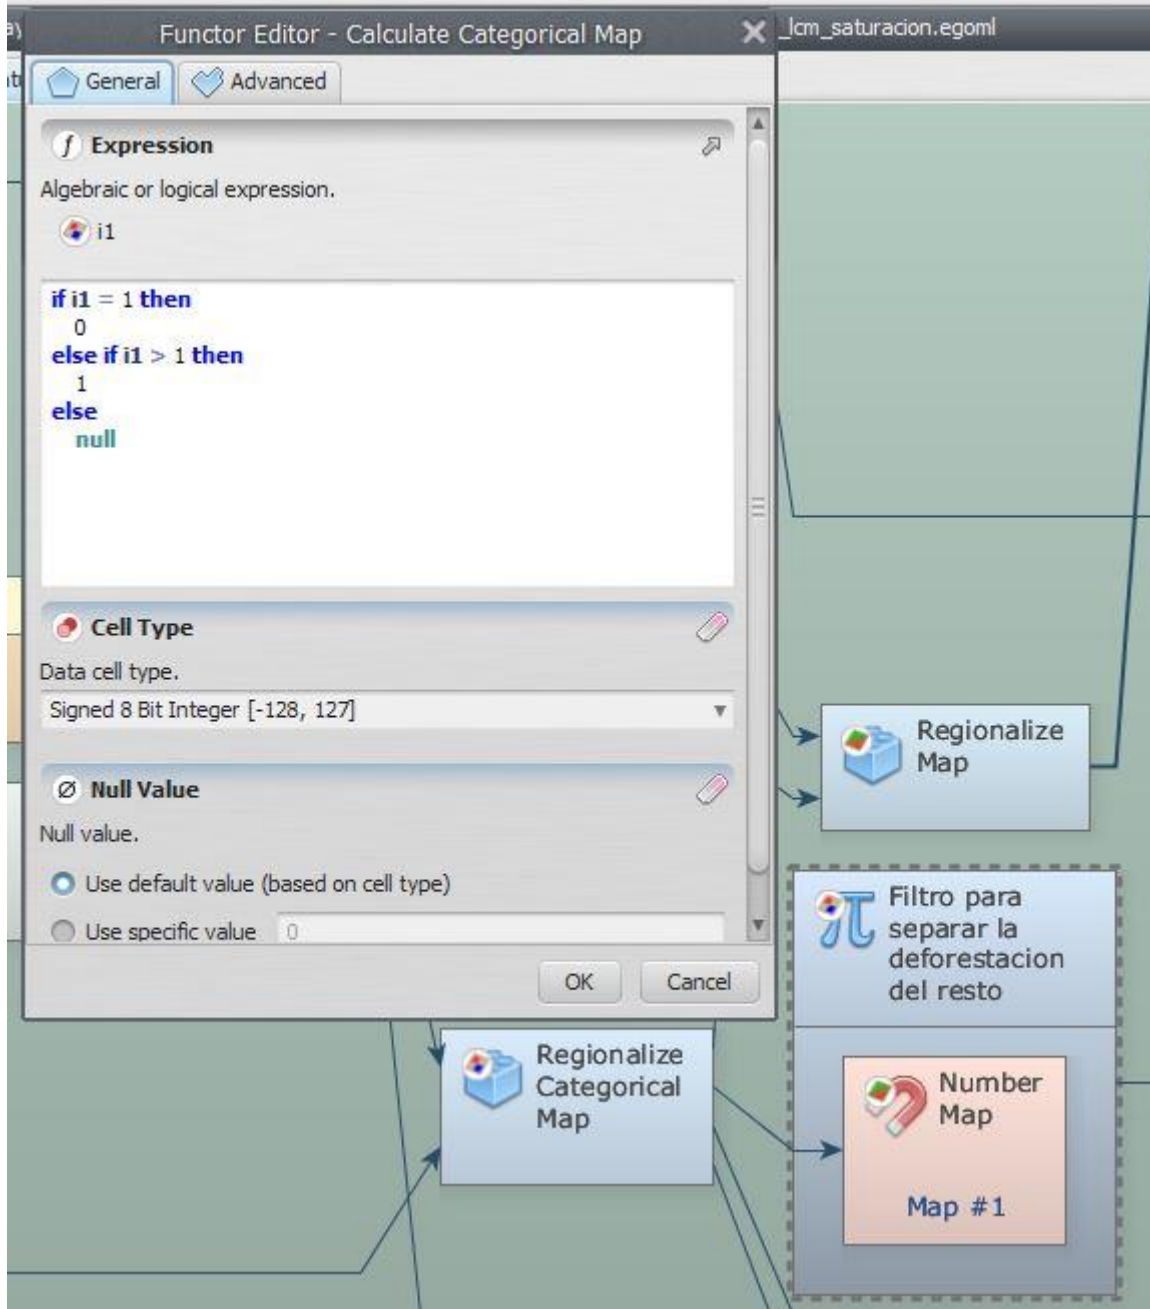 Functor Editor - Calculate Categorical Map
_lcm_saturacion.egoml
General
Advanced
Expression
Algebraic or logical expression.
i1
if i1 = 1 then
0
else if i1 > 1 then
1
else
null
Cell Type
Data cell type.
Signed 8 Bit Integer [-128, 127]
Null Value
Null value.
Use default value (based on cell type)
Use specific value 0
OK
Cancel
Regionalize
Map
Filtro para
separar la
deforestacion
del resto
Regionalize
Categorical
Map
Number
Map
Map #1